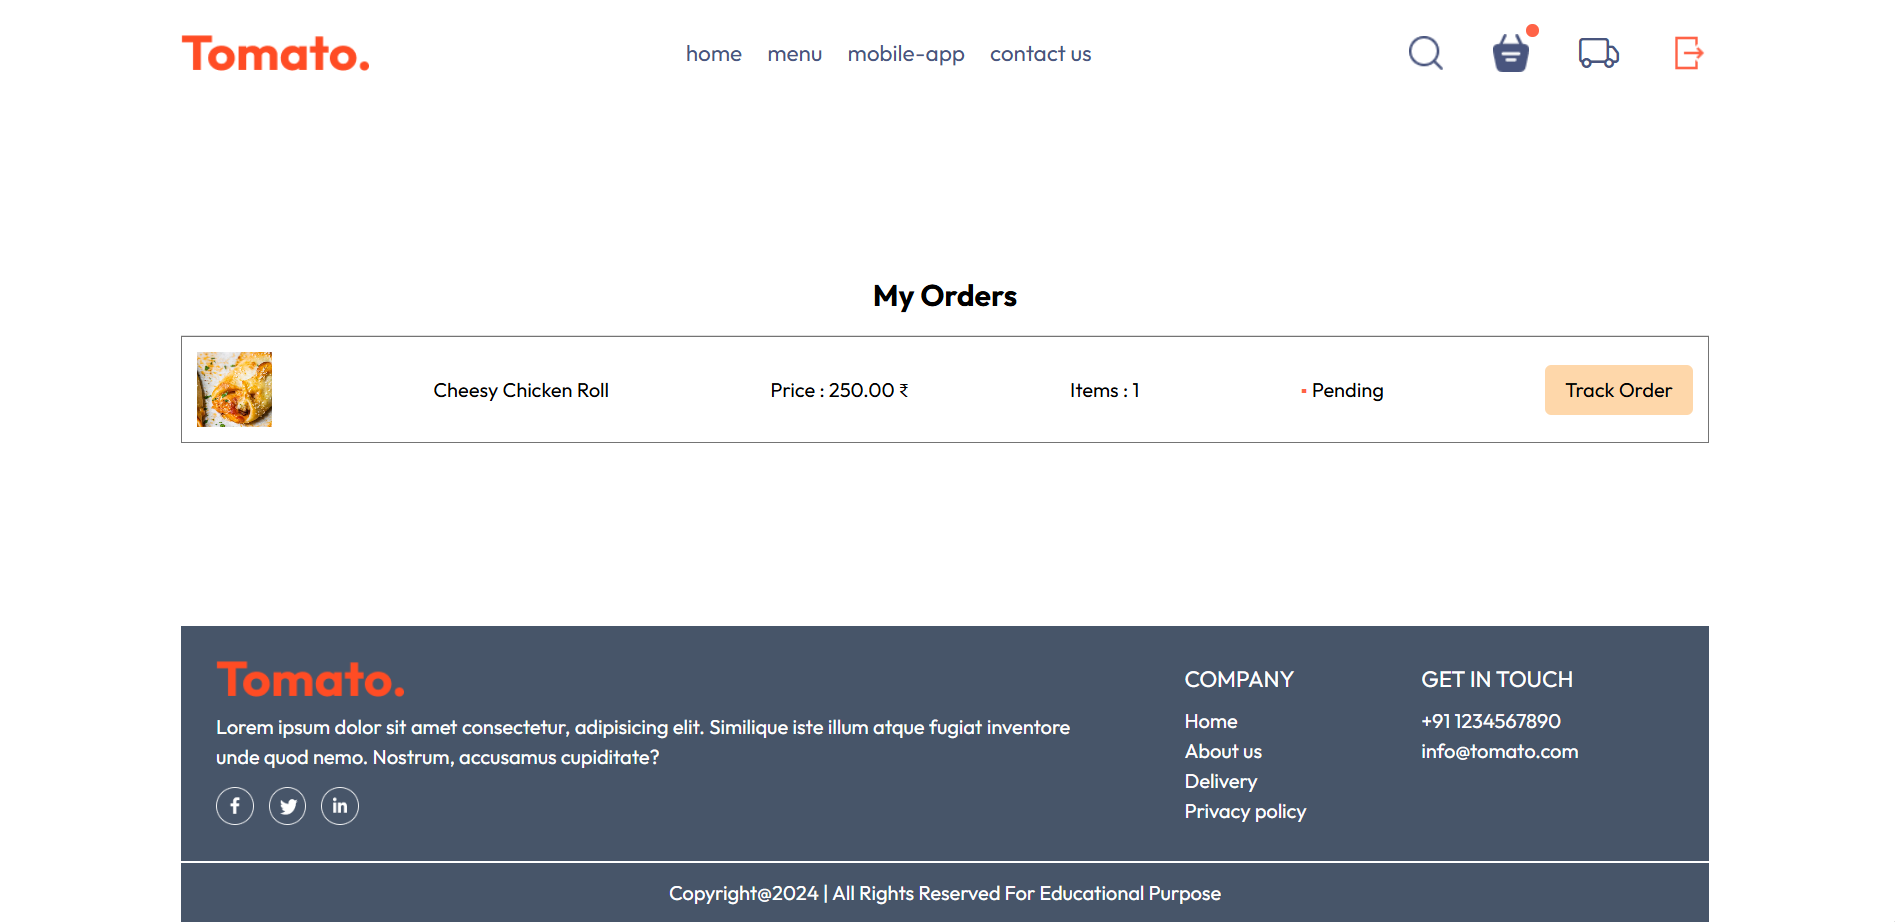 Tomato.
home menu mobile-app contact us
My Orders
Cheesy Chicken Roll Price : 250.00 ₹ Items : 1 Pending Track Order
Tomato.
Lorem ipsum dolor sit amet consectetur, adipisicing elit. Similique iste illum atque fugiat inventore
unde quod nemo. Nostrum, accusamus cupiditate?
COMPANY
Home
About us
Delivery
Privacy policy
GET IN TOUCH
+91 1234567890
info@tomato.com
Copyright@2024 | All Rights Reserved For Educational Purpose